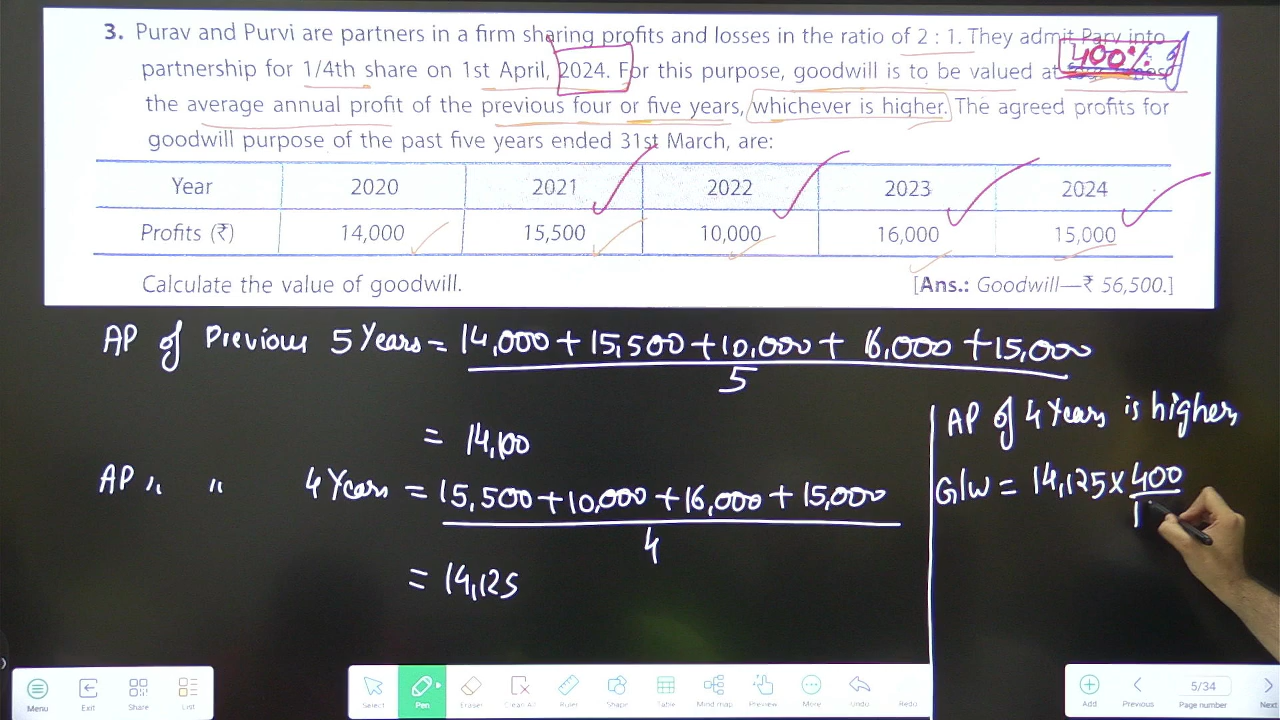 3. Purav and Purvi are partners in a firm sharing profits and losses in the ratio of 2 : 1. They admit Parv into
partnership for 1/4th share on 1st April, 2024. For this purpose, goodwill is to be valued at 400% of
the average annual profit of the previous four or five years, whichever is higher. The agreed profits for
goodwill purpose of the past five years ended 31st March, are:
Year 2020 2021 2022 2023 2024
Profits (₹) 14,000 15,500 10,000 16,000 15,000
Calculate the value of goodwill. [Ans.: Goodwill—₹ 56,500.]
AP of Previous 5 Years = 14,000 + 15,500 + 10,000 + 16,000 + 15,000
5
= 14,100
AP ,, ,, 4 Years = 15,500 + 10,000 + 16,000 + 15,000
4
= 14,125
AP of 4 Years is higher,
G/W = 14,125 × 400
1
Menu
Exit
Share
List
Select
Pen
Eraser
Clean All
Ruler
Shape
Table
Mind map
Preview
More
Undo
Redo
Add
Previous
5/34
Page number
Next